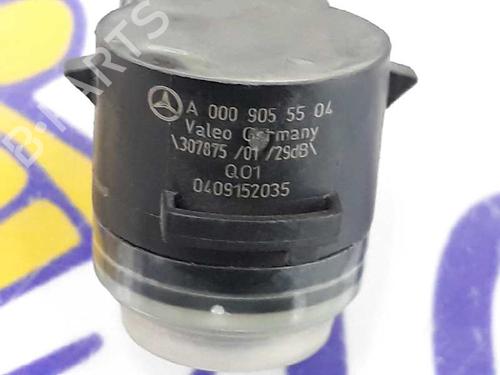 A 000 905 55 04
Valeo Germany
\307875 /01 /29dB\
Q01
0409152035
B-PARTS